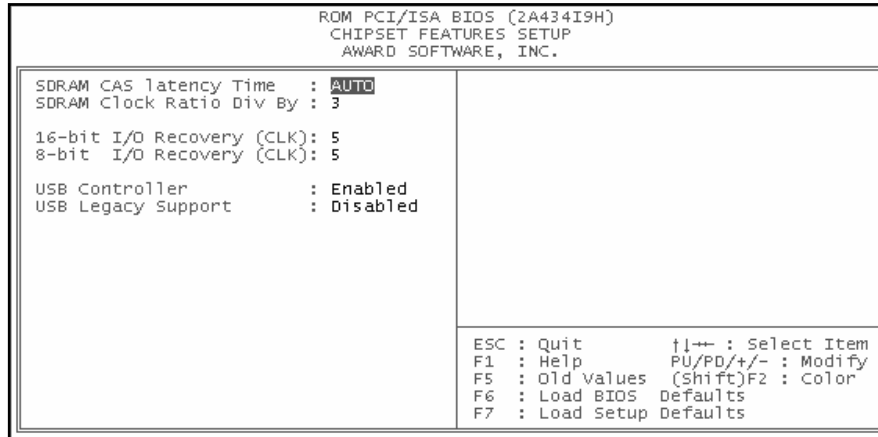 ROM PCI/ISA BIOS (2A434I9H)
CHIPSET FEATURES SETUP
AWARD SOFTWARE, INC.
SDRAM CAS latency Time : AUTO
SDRAM Clock Ratio Div By : 3
16-bit I/O Recovery (CLK): 5
8-bit I/O Recovery (CLK): 5
USB Controller : Enabled
USB Legacy Support : Disabled
ESC : Quit ↑↓→← : Select Item
F1 : Help PU/PD/+/- : Modify
F5 : Old Values (Shift)F2 : Color
F6 : Load BIOS Defaults
F7 : Load Setup Defaults